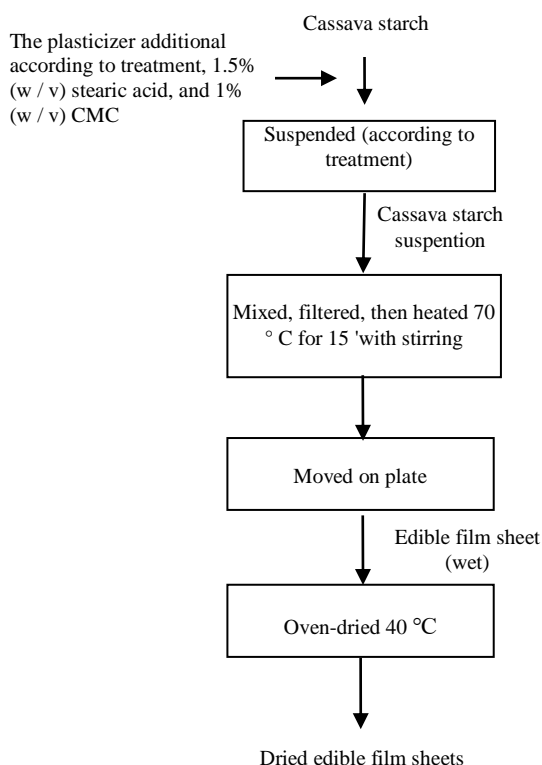 The plasticizer additional
according to treatment, 1.5%
(w / v) stearic acid, and 1%
(w / v) CMC
Cassava starch
Suspended (according to
treatment)
Cassava starch
suspention
Mixed, filtered, then heated 70
° C for 15 'with stirring
Moved on plate
Edible film sheet
(wet)
Oven-dried 40 °C
Dried edible film sheets